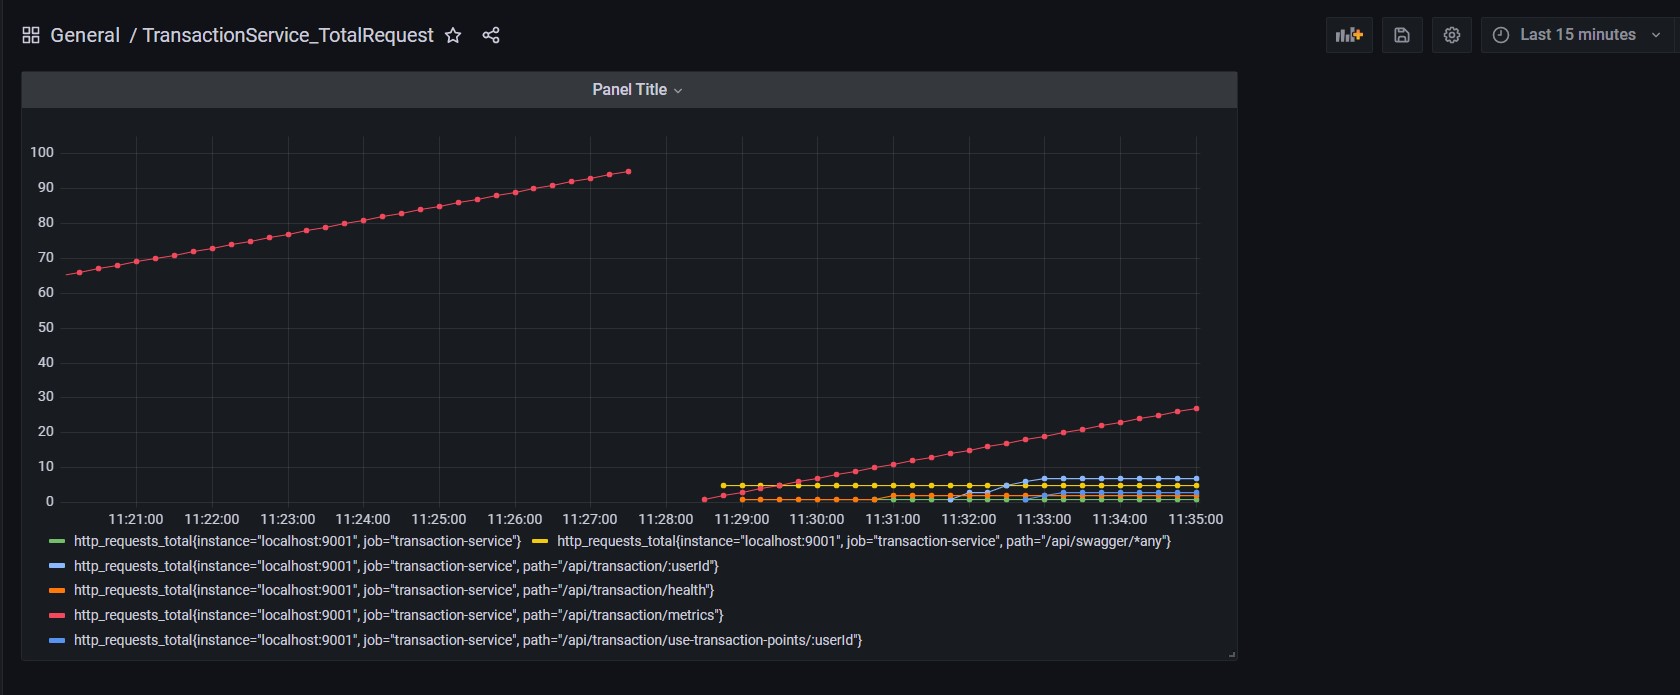 General / TransactionService_TotalRequest
Last 15 minutes
Panel Title
100
90
80
70
60
50
40
30
20
10
0
11:21:00 11:22:00 11:23:00 11:24:00 11:25:00 11:26:00 11:27:00 11:28:00 11:29:00 11:30:00 11:31:00 11:32:00 11:33:00 11:34:00 11:35:00
http_requests_total{instance="localhost:9001", job="transaction-service"} http_requests_total{instance="localhost:9001", job="transaction-service", path="/api/swagger/*any"}
http_requests_total{instance="localhost:9001", job="transaction-service", path="/api/transaction/:userId"}
http_requests_total{instance="localhost:9001", job="transaction-service", path="/api/transaction/health"}
http_requests_total{instance="localhost:9001", job="transaction-service", path="/api/transaction/metrics"}
http_requests_total{instance="localhost:9001", job="transaction-service", path="/api/transaction/use-transaction-points/:userId"}